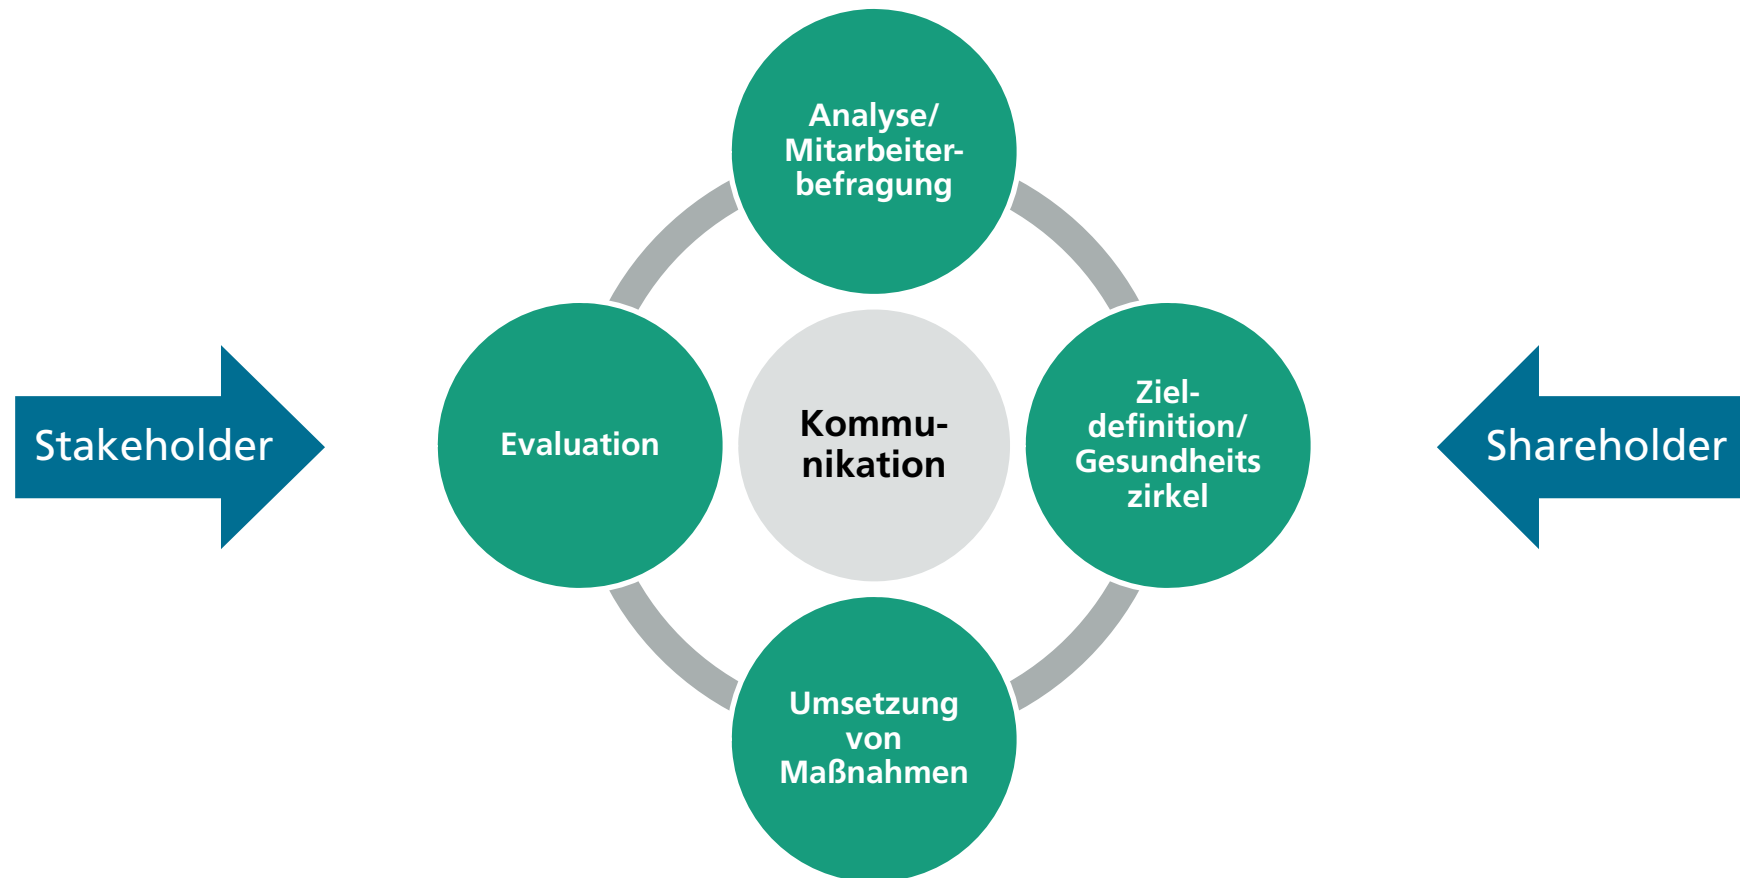 Analyse/
Mitarbeiter-
befragung
Stakeholder
Evaluation
Kommu-
nikation
Ziel-
definition/
Gesundheits
zirkel
Shareholder
Umsetzung
von
Maßnahmen